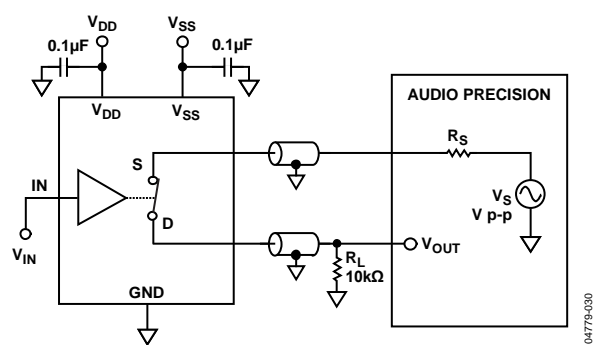 VDD
VSS
0.1µF
0.1µF
VDD
VSS
AUDIO PRECISION
RS
S
IN
VS
V p-p
D
VIN
VOUT
RL
10kΩ
GND
04779-030